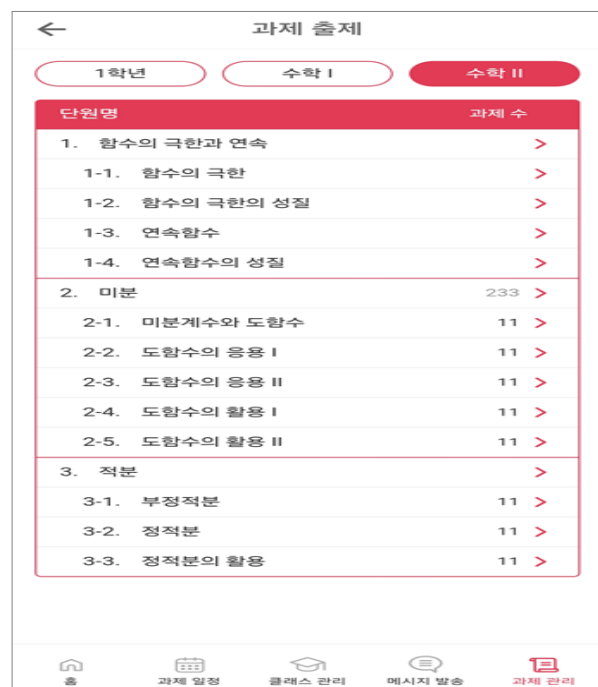 과제 출제
1학년 수학 I 수학 II
단원명 과제 수
1. 함수의 극한과 연속
1-1. 함수의 극한
1-2. 함수의 극한의 성질
1-3. 연속함수
1-4. 연속함수의 성질
2. 미분 233
2-1. 미분계수와 도함수 11
2-2. 도함수의 응용 I 11
2-3. 도함수의 응용 II 11
2-4. 도함수의 활용 I 11
2-5. 도함수의 활용 II 11
3. 적분
3-1. 부정적분 11
3-2. 정적분 11
3-3. 정적분의 활용 11
홈 과제 일정 클래스 관리 메시지 발송 과제 관리